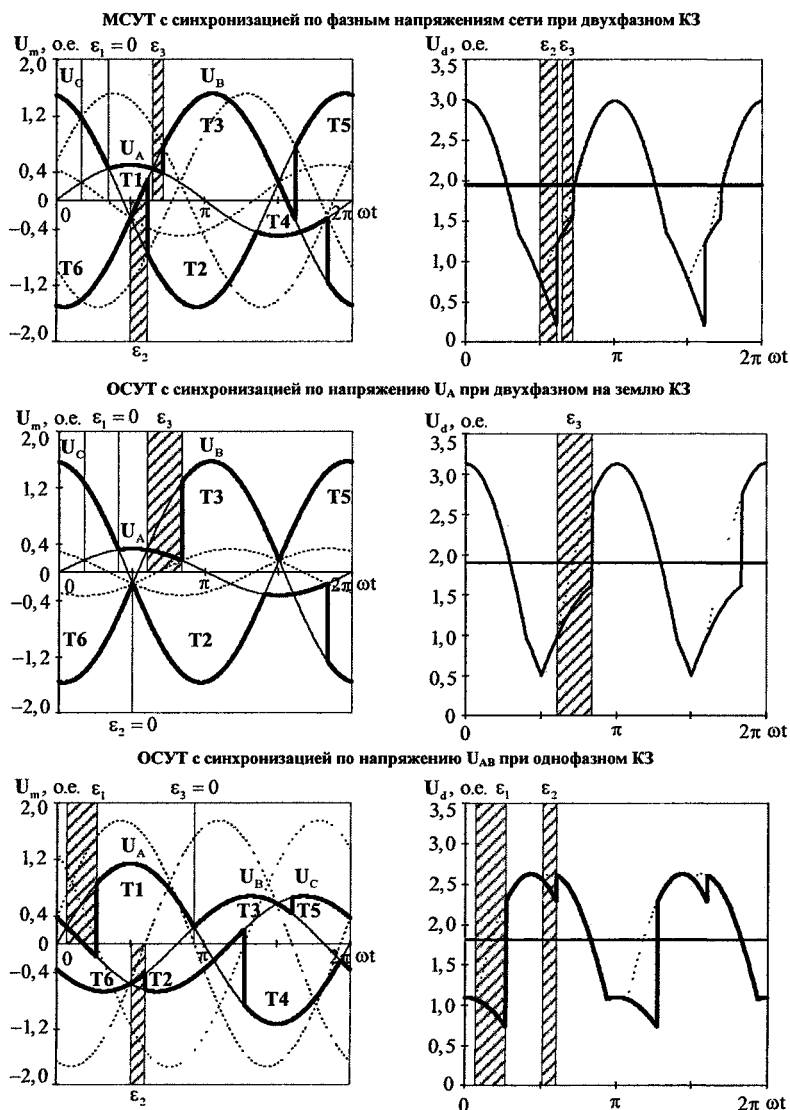 МСУТ с синхронизацией по фазным напряжениям сети при двухфазном КЗ
Um, о.е. ε1 = 0 ε3
2,0
1,2
0,4
0
−0,4
−1,2
−2,0
UC
UA
UB
T1
T3
T5
T6
T2
T4
0
π
2π ωt
ε2
Ud, о.е. ε2 ε3
3,5
3,0
2,5
2,0
1,5
1,0
0,5
0
0
π
2π ωt
ОСУТ с синхронизацией по напряжению UA при двухфазном на землю КЗ
Um, о.е. ε1 = 0 ε3
2,0
1,2
0,4
0
−0,4
−1,2
−2,0
UC
UA
UB
T3
T5
T6
T2
0
π
2π ωt
ε2 = 0
Ud, о.е. ε3
3,5
3,0
2,5
2,0
1,5
1,0
0,5
0
0
π
2π ωt
ОСУТ с синхронизацией по напряжению UAB при однофазном КЗ
Um, о.е. ε1 ε3 = 0
2,0
1,2
0,4
0
−0,4
−1,2
−2,0
UA
UB
UC
T1
T3
T5
T6
T2
T4
0
π
2π ωt
ε2
Ud, о.е. ε1 ε2
3,5
3,0
2,5
2,0
1,5
1,0
0,5
0
0
π
2π ωt